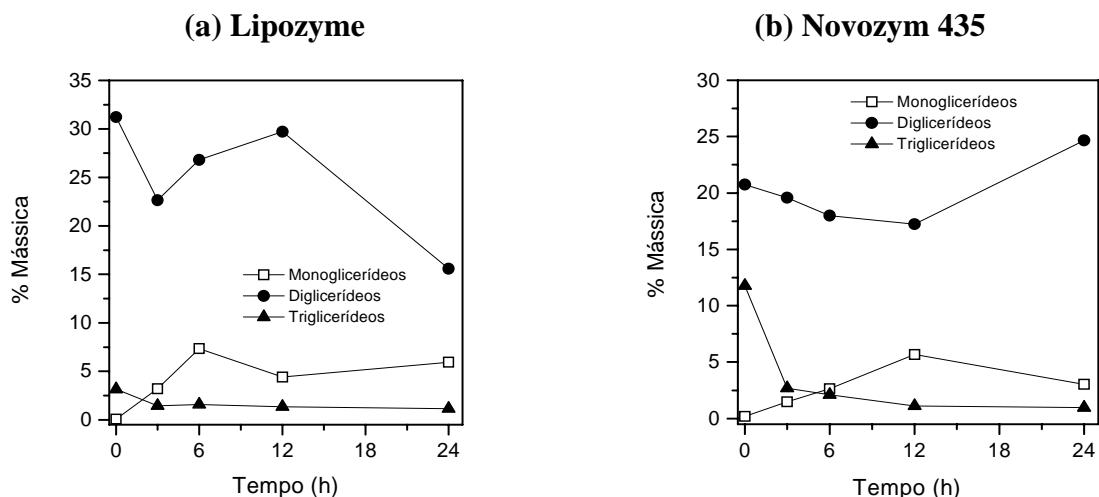 (a) Lipozyme
35
30
25
20
15
10
5
0
% Mássica
Monoglicerídeos
Diglicerídeos
Triglicerídeos
0 6 12 18 24
Tempo (h)
(b) Novozym 435
30
25
20
15
10
5
0
% Mássica
Monoglicerídeos
Diglicerídeos
Triglicerídeos
0 6 12 18 24
Tempo (h)